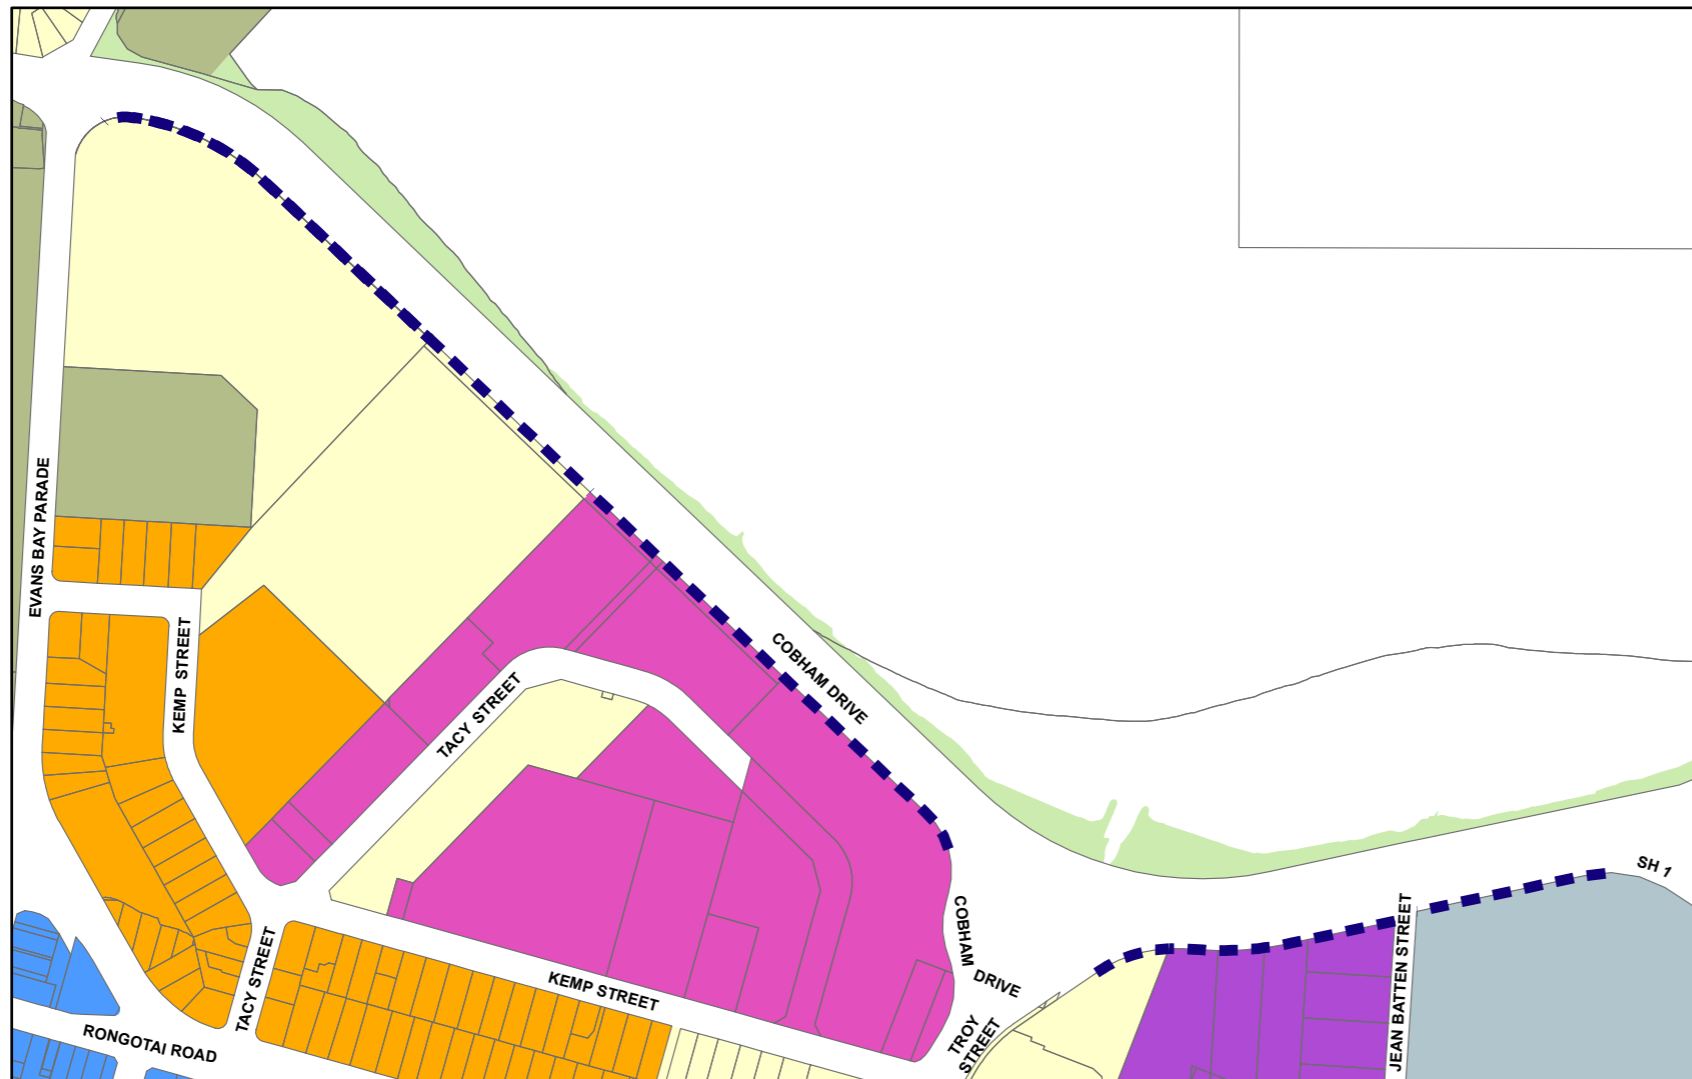 EVANS BAY PARADE
KEMP STREET
TACY STREET
COBHAM DRIVE
SH 1
COBHAM
DRIVE
JEAN BATTEN STREET
TACY STREET
KEMP STREET
TROY
STREET
RONGOTAI ROAD